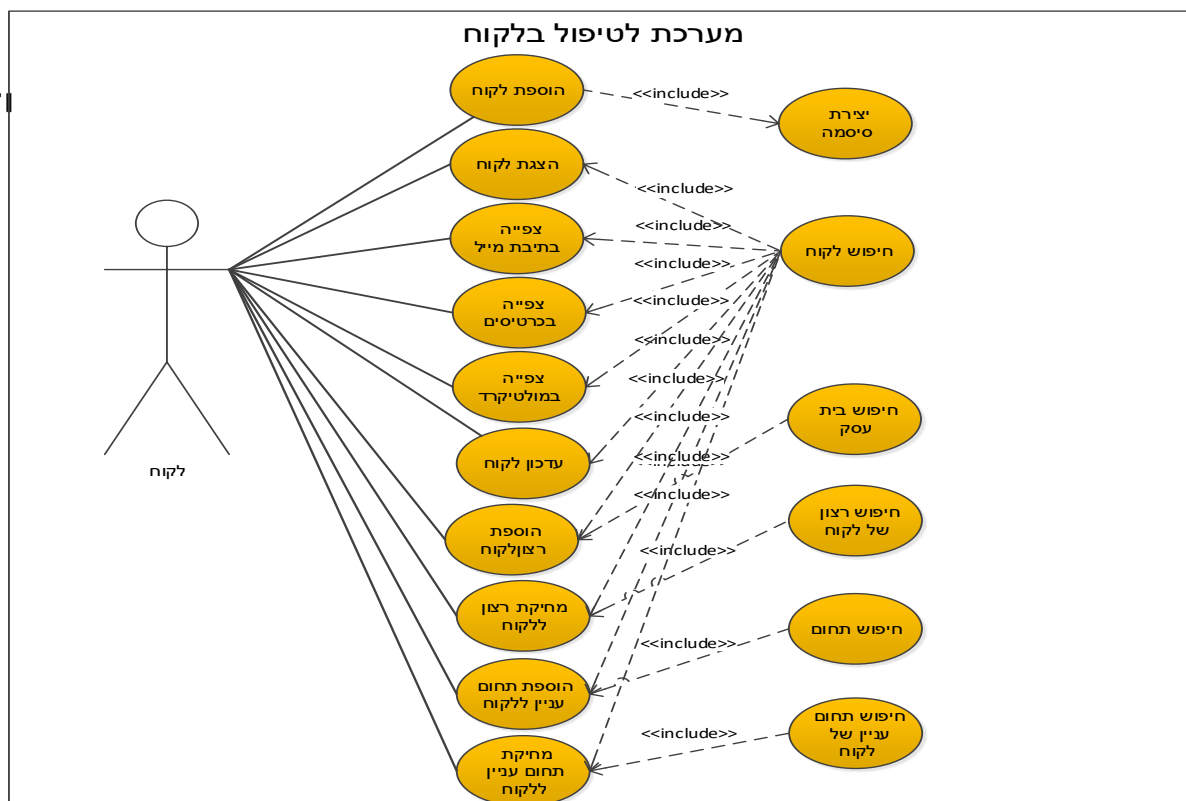 מערכת לטיפול בלקוח
הוספת לקוח
<<include>>
יצירת
סיסמה
הצגת לקוח
<<include>>
צפייה
בתיבת מייל
<<include>>
חיפוש לקוח
<<include>>
צפייה
בכרטיסים
<<include>>
<<include>>
צפייה
במולטיקרד
<<include>>
<<include>>
חיפוש בית
עסק
עדכון לקוח
<<include>>
לקוח
<<include>>
הוספת
רצוןלקוח
<<include>>
חיפוש רצון
של לקוח
<<include>>
מחיקת רצון
ללקוח
<<include>>
חיפוש תחום
הוספת תחום
עניין ללקוח
<<include>>
חיפוש תחום
עניין של
לקוח
מחיקת
תחום עניין
ללקוח